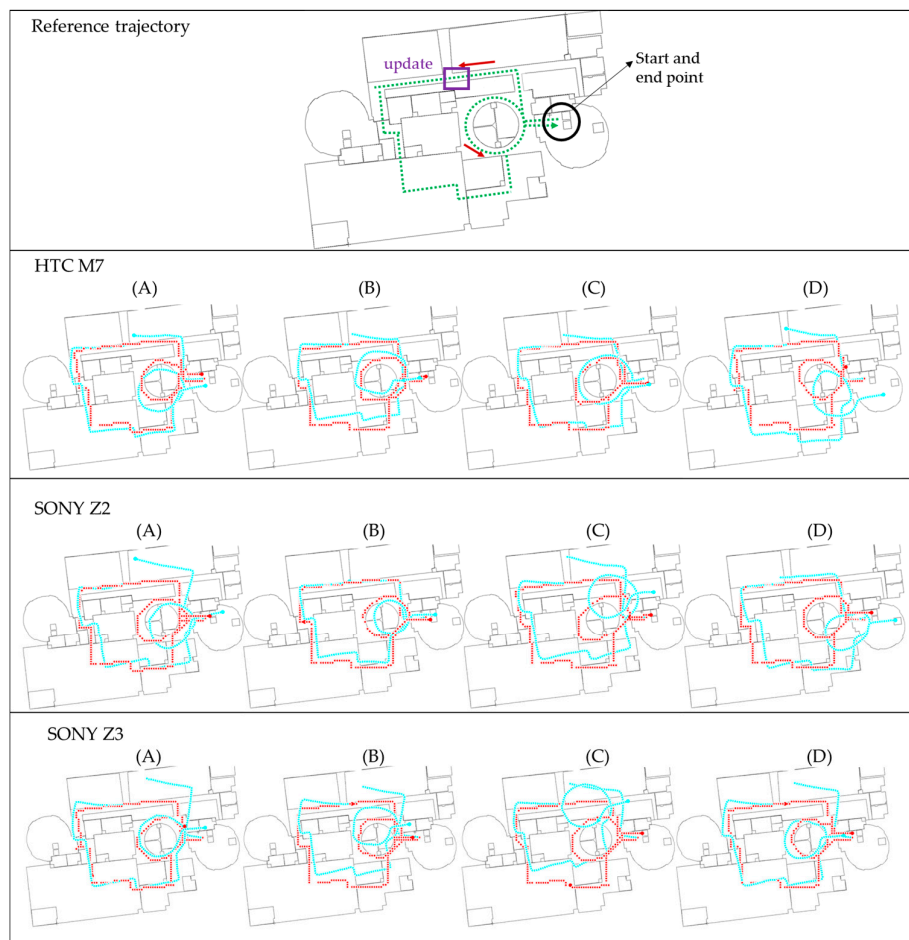 Reference trajectory
update
Start and
end point
HTC M7
(A) (B) (C) (D)
SONY Z2
(A) (B) (C) (D)
SONY Z3
(A) (B) (C) (D)